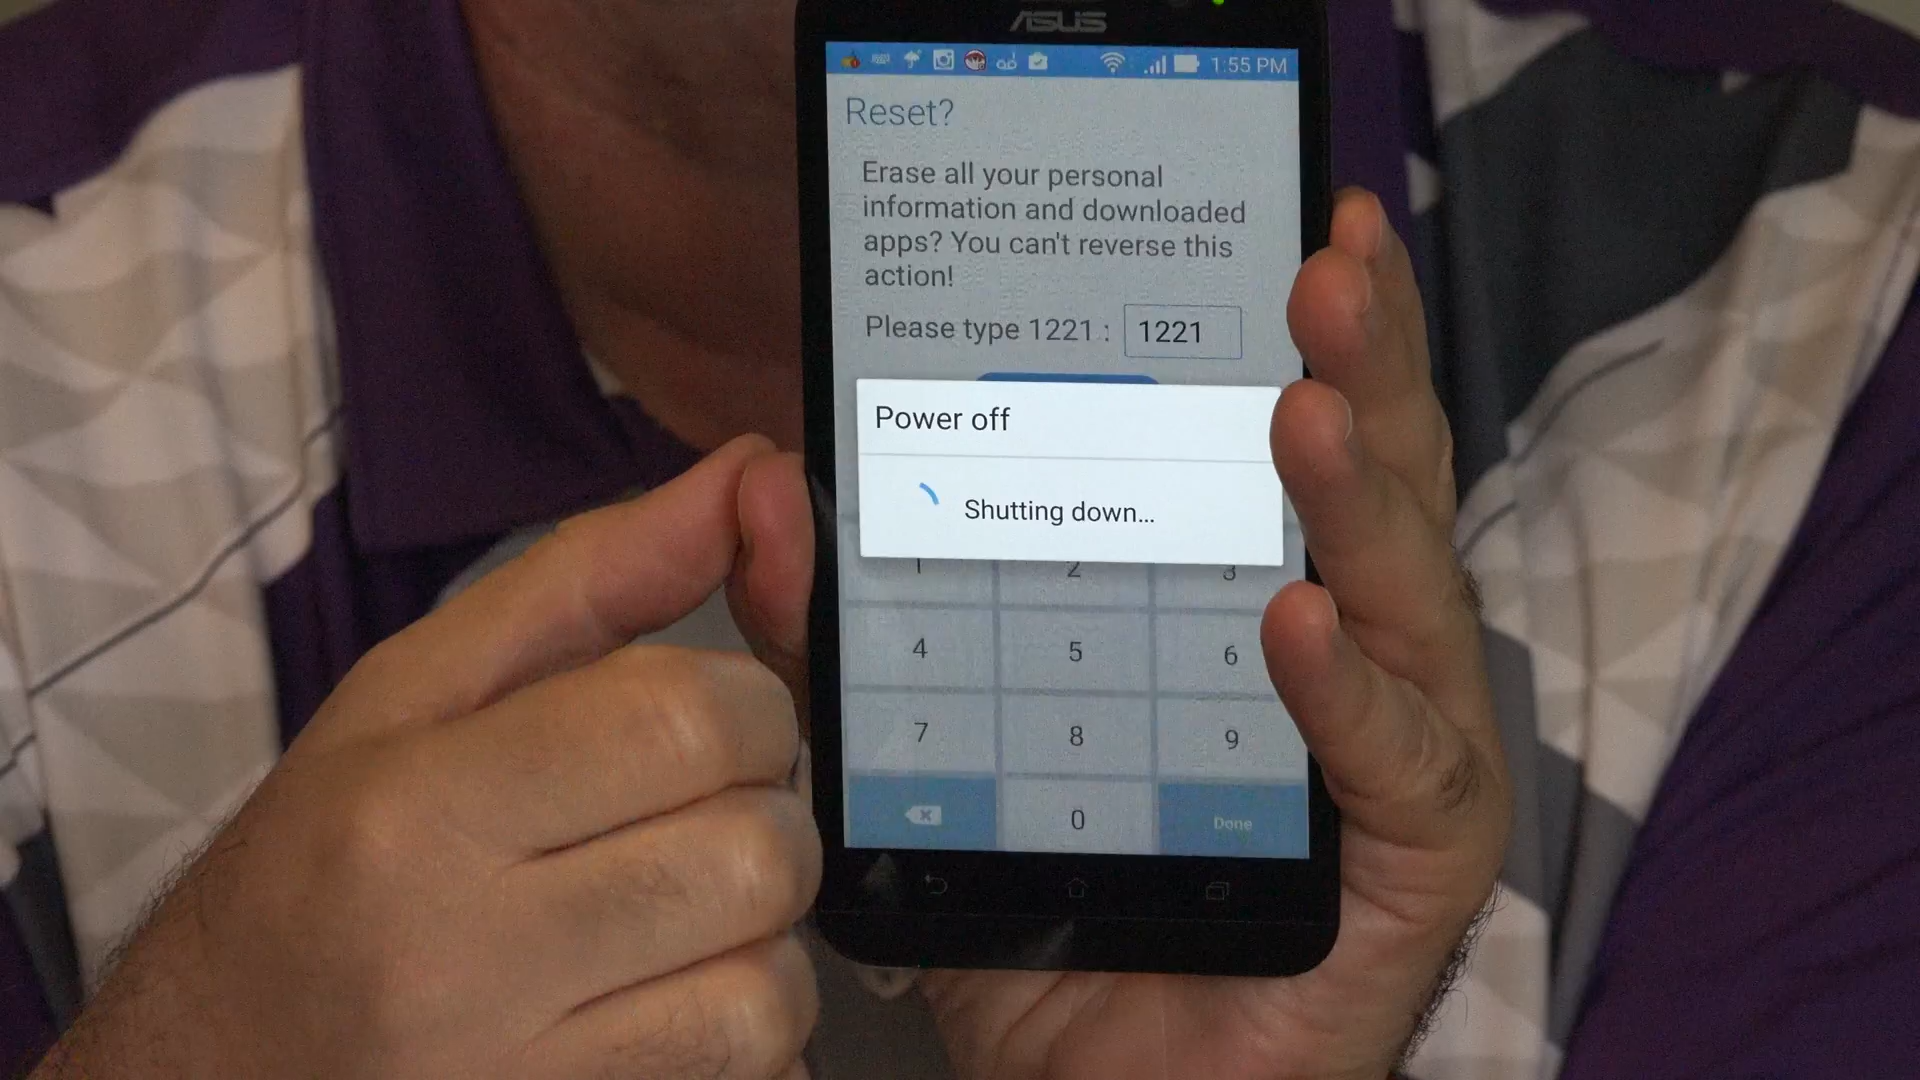 ASUS
1:55 PM
Reset?
Erase all your personal
information and downloaded
apps? You can't reverse this
action!
Please type 1221 : 1221
Power off
Shutting down...
1 2 3
4 5 6
7 8 9
0 Done